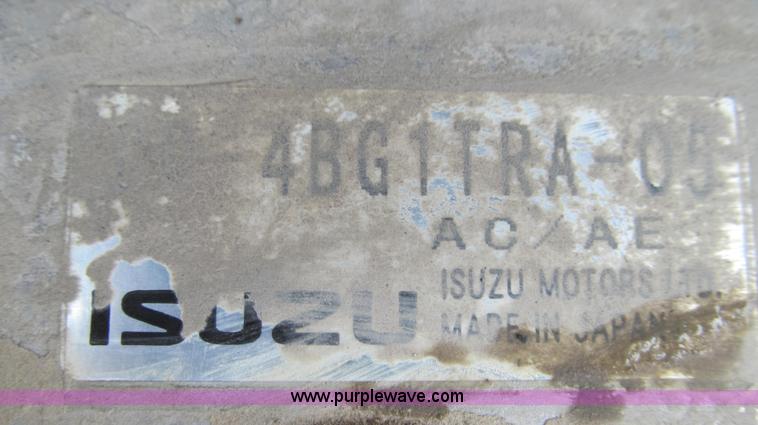 4BG1TRA-05
AC/AE
ISUZU
ISUZU MOTORS LTD.
MADE IN JAPAN
www.purplewave.com